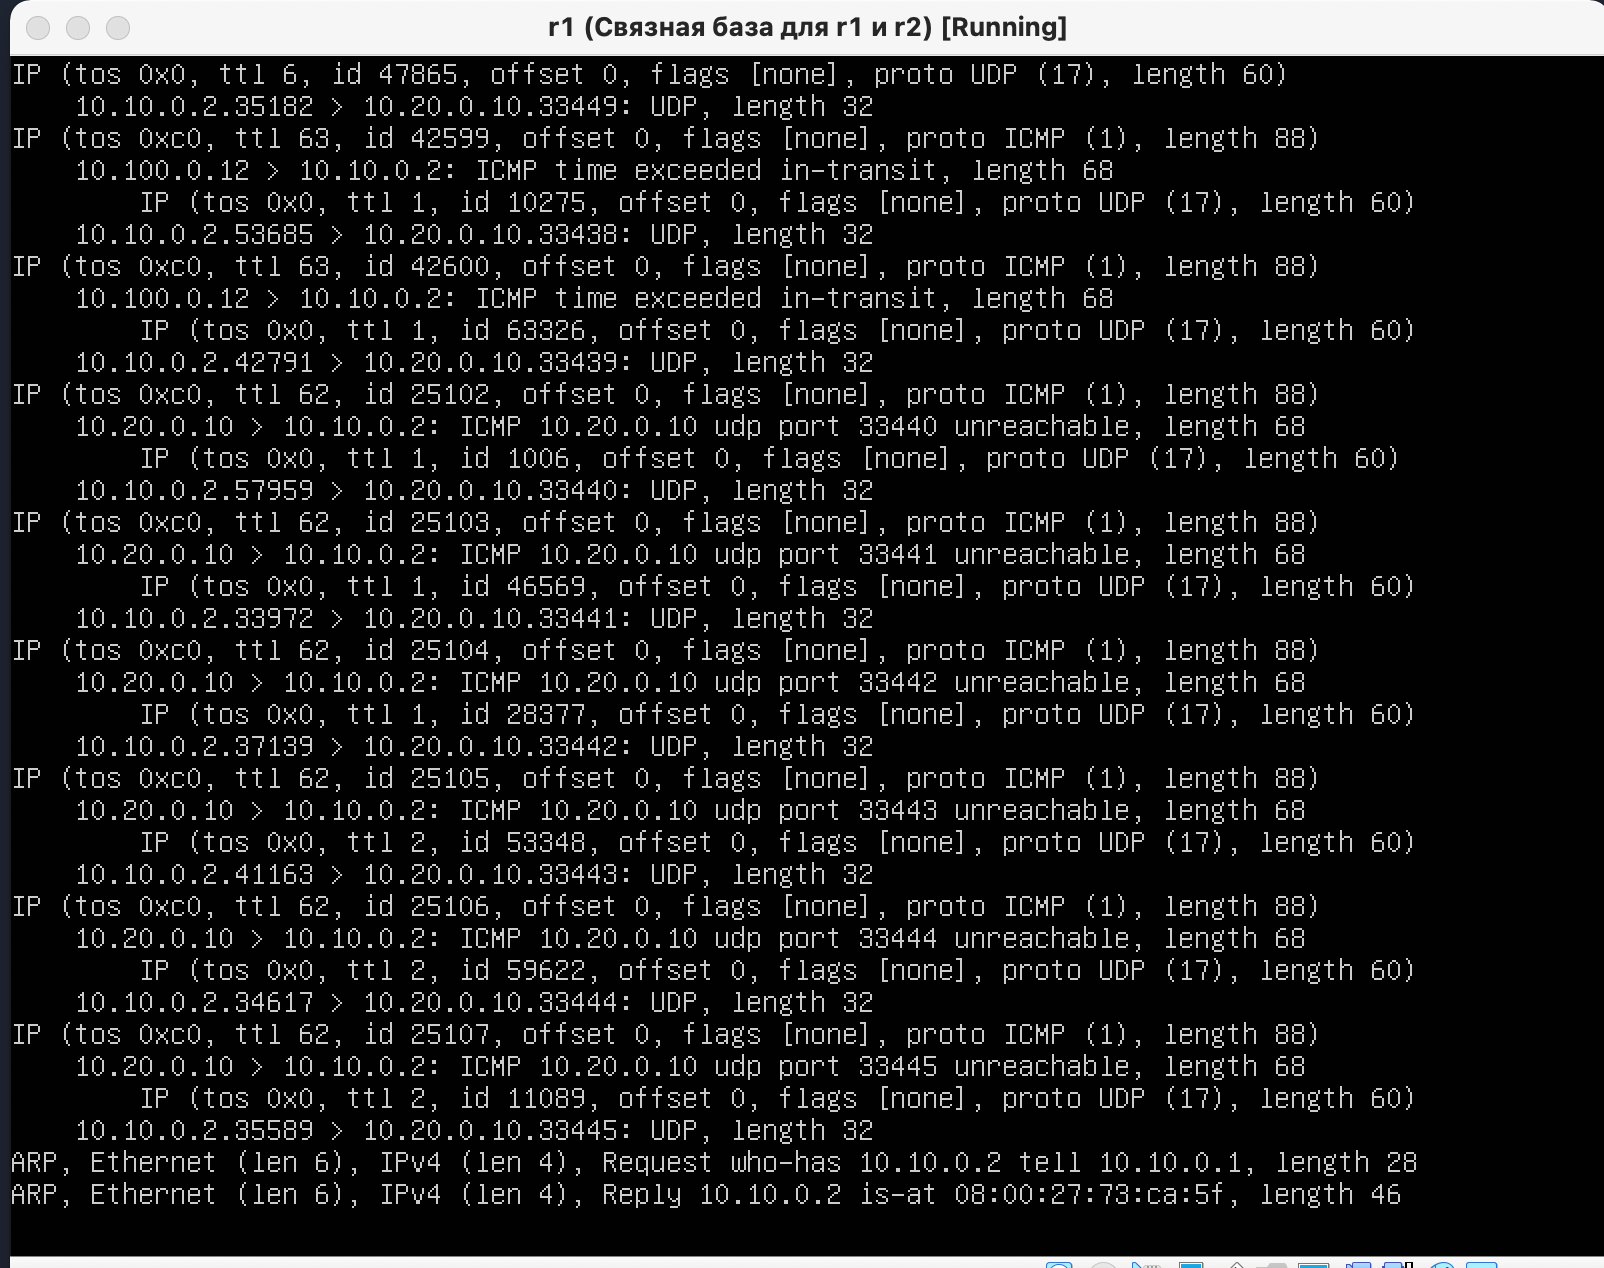 r1 (Связная база для r1 и r2) [Running]
IP (tos 0x0, ttl 6, id 47865, offset 0, flags [none], proto UDP (17), length 60)
10.10.0.2.35182 > 10.20.0.10.33449: UDP, length 32
IP (tos 0xc0, ttl 63, id 42599, offset 0, flags [none], proto ICMP (1), length 88)
10.100.0.12 > 10.10.0.2: ICMP time exceeded in-transit, length 68
IP (tos 0x0, ttl 1, id 10275, offset 0, flags [none], proto UDP (17), length 60)
10.10.0.2.53685 > 10.20.0.10.33438: UDP, length 32
IP (tos 0xc0, ttl 63, id 42600, offset 0, flags [none], proto ICMP (1), length 88)
10.100.0.12 > 10.10.0.2: ICMP time exceeded in-transit, length 68
IP (tos 0x0, ttl 1, id 63326, offset 0, flags [none], proto UDP (17), length 60)
10.10.0.2.42791 > 10.20.0.10.33439: UDP, length 32
IP (tos 0xc0, ttl 62, id 25102, offset 0, flags [none], proto ICMP (1), length 88)
10.20.0.10 > 10.10.0.2: ICMP 10.20.0.10 udp port 33440 unreachable, length 68
IP (tos 0x0, ttl 1, id 1006, offset 0, flags [none], proto UDP (17), length 60)
10.10.0.2.57959 > 10.20.0.10.33440: UDP, length 32
IP (tos 0xc0, ttl 62, id 25103, offset 0, flags [none], proto ICMP (1), length 88)
10.20.0.10 > 10.10.0.2: ICMP 10.20.0.10 udp port 33441 unreachable, length 68
IP (tos 0x0, ttl 1, id 46569, offset 0, flags [none], proto UDP (17), length 60)
10.10.0.2.33972 > 10.20.0.10.33441: UDP, length 32
IP (tos 0xc0, ttl 62, id 25104, offset 0, flags [none], proto ICMP (1), length 88)
10.20.0.10 > 10.10.0.2: ICMP 10.20.0.10 udp port 33442 unreachable, length 68
IP (tos 0x0, ttl 1, id 28377, offset 0, flags [none], proto UDP (17), length 60)
10.10.0.2.37139 > 10.20.0.10.33442: UDP, length 32
IP (tos 0xc0, ttl 62, id 25105, offset 0, flags [none], proto ICMP (1), length 88)
10.20.0.10 > 10.10.0.2: ICMP 10.20.0.10 udp port 33443 unreachable, length 68
IP (tos 0x0, ttl 2, id 53348, offset 0, flags [none], proto UDP (17), length 60)
10.10.0.2.41163 > 10.20.0.10.33443: UDP, length 32
IP (tos 0xc0, ttl 62, id 25106, offset 0, flags [none], proto ICMP (1), length 88)
10.20.0.10 > 10.10.0.2: ICMP 10.20.0.10 udp port 33444 unreachable, length 68
IP (tos 0x0, ttl 2, id 59622, offset 0, flags [none], proto UDP (17), length 60)
10.10.0.2.34617 > 10.20.0.10.33444: UDP, length 32
IP (tos 0xc0, ttl 62, id 25107, offset 0, flags [none], proto ICMP (1), length 88)
10.20.0.10 > 10.10.0.2: ICMP 10.20.0.10 udp port 33445 unreachable, length 68
IP (tos 0x0, ttl 2, id 11089, offset 0, flags [none], proto UDP (17), length 60)
10.10.0.2.35589 > 10.20.0.10.33445: UDP, length 32
ARP, Ethernet (len 6), IPv4 (len 4), Request who-has 10.10.0.2 tell 10.10.0.1, length 28
ARP, Ethernet (len 6), IPv4 (len 4), Reply 10.10.0.2 is-at 08:00:27:73:ca:5f, length 46